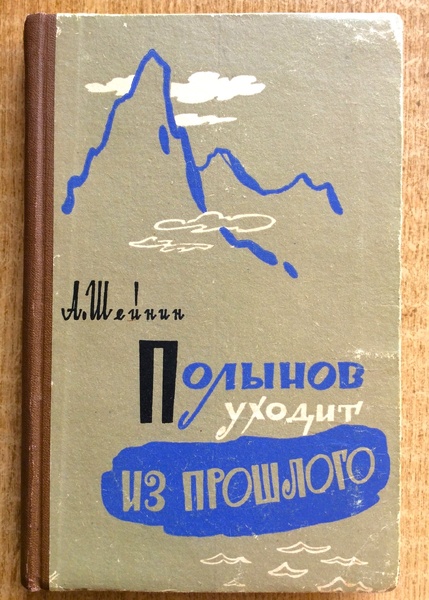 А. Шейнин
Полынов
уходит
из прошлого